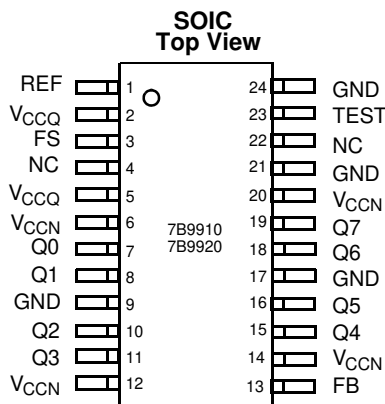 SOIC
Top View
REF 1 24 GND
VCCQ 2 23 TEST
FS 3 22 NC
NC 4 21 GND
VCCQ 5 20 VCCN
VCCN 6 19 Q7
7B9910
Q0 7 18 Q6
7B9920
Q1 8 17 GND
GND 9 16 Q5
Q2 10 15 Q4
Q3 11 14 VCCN
VCCN 12 13 FB